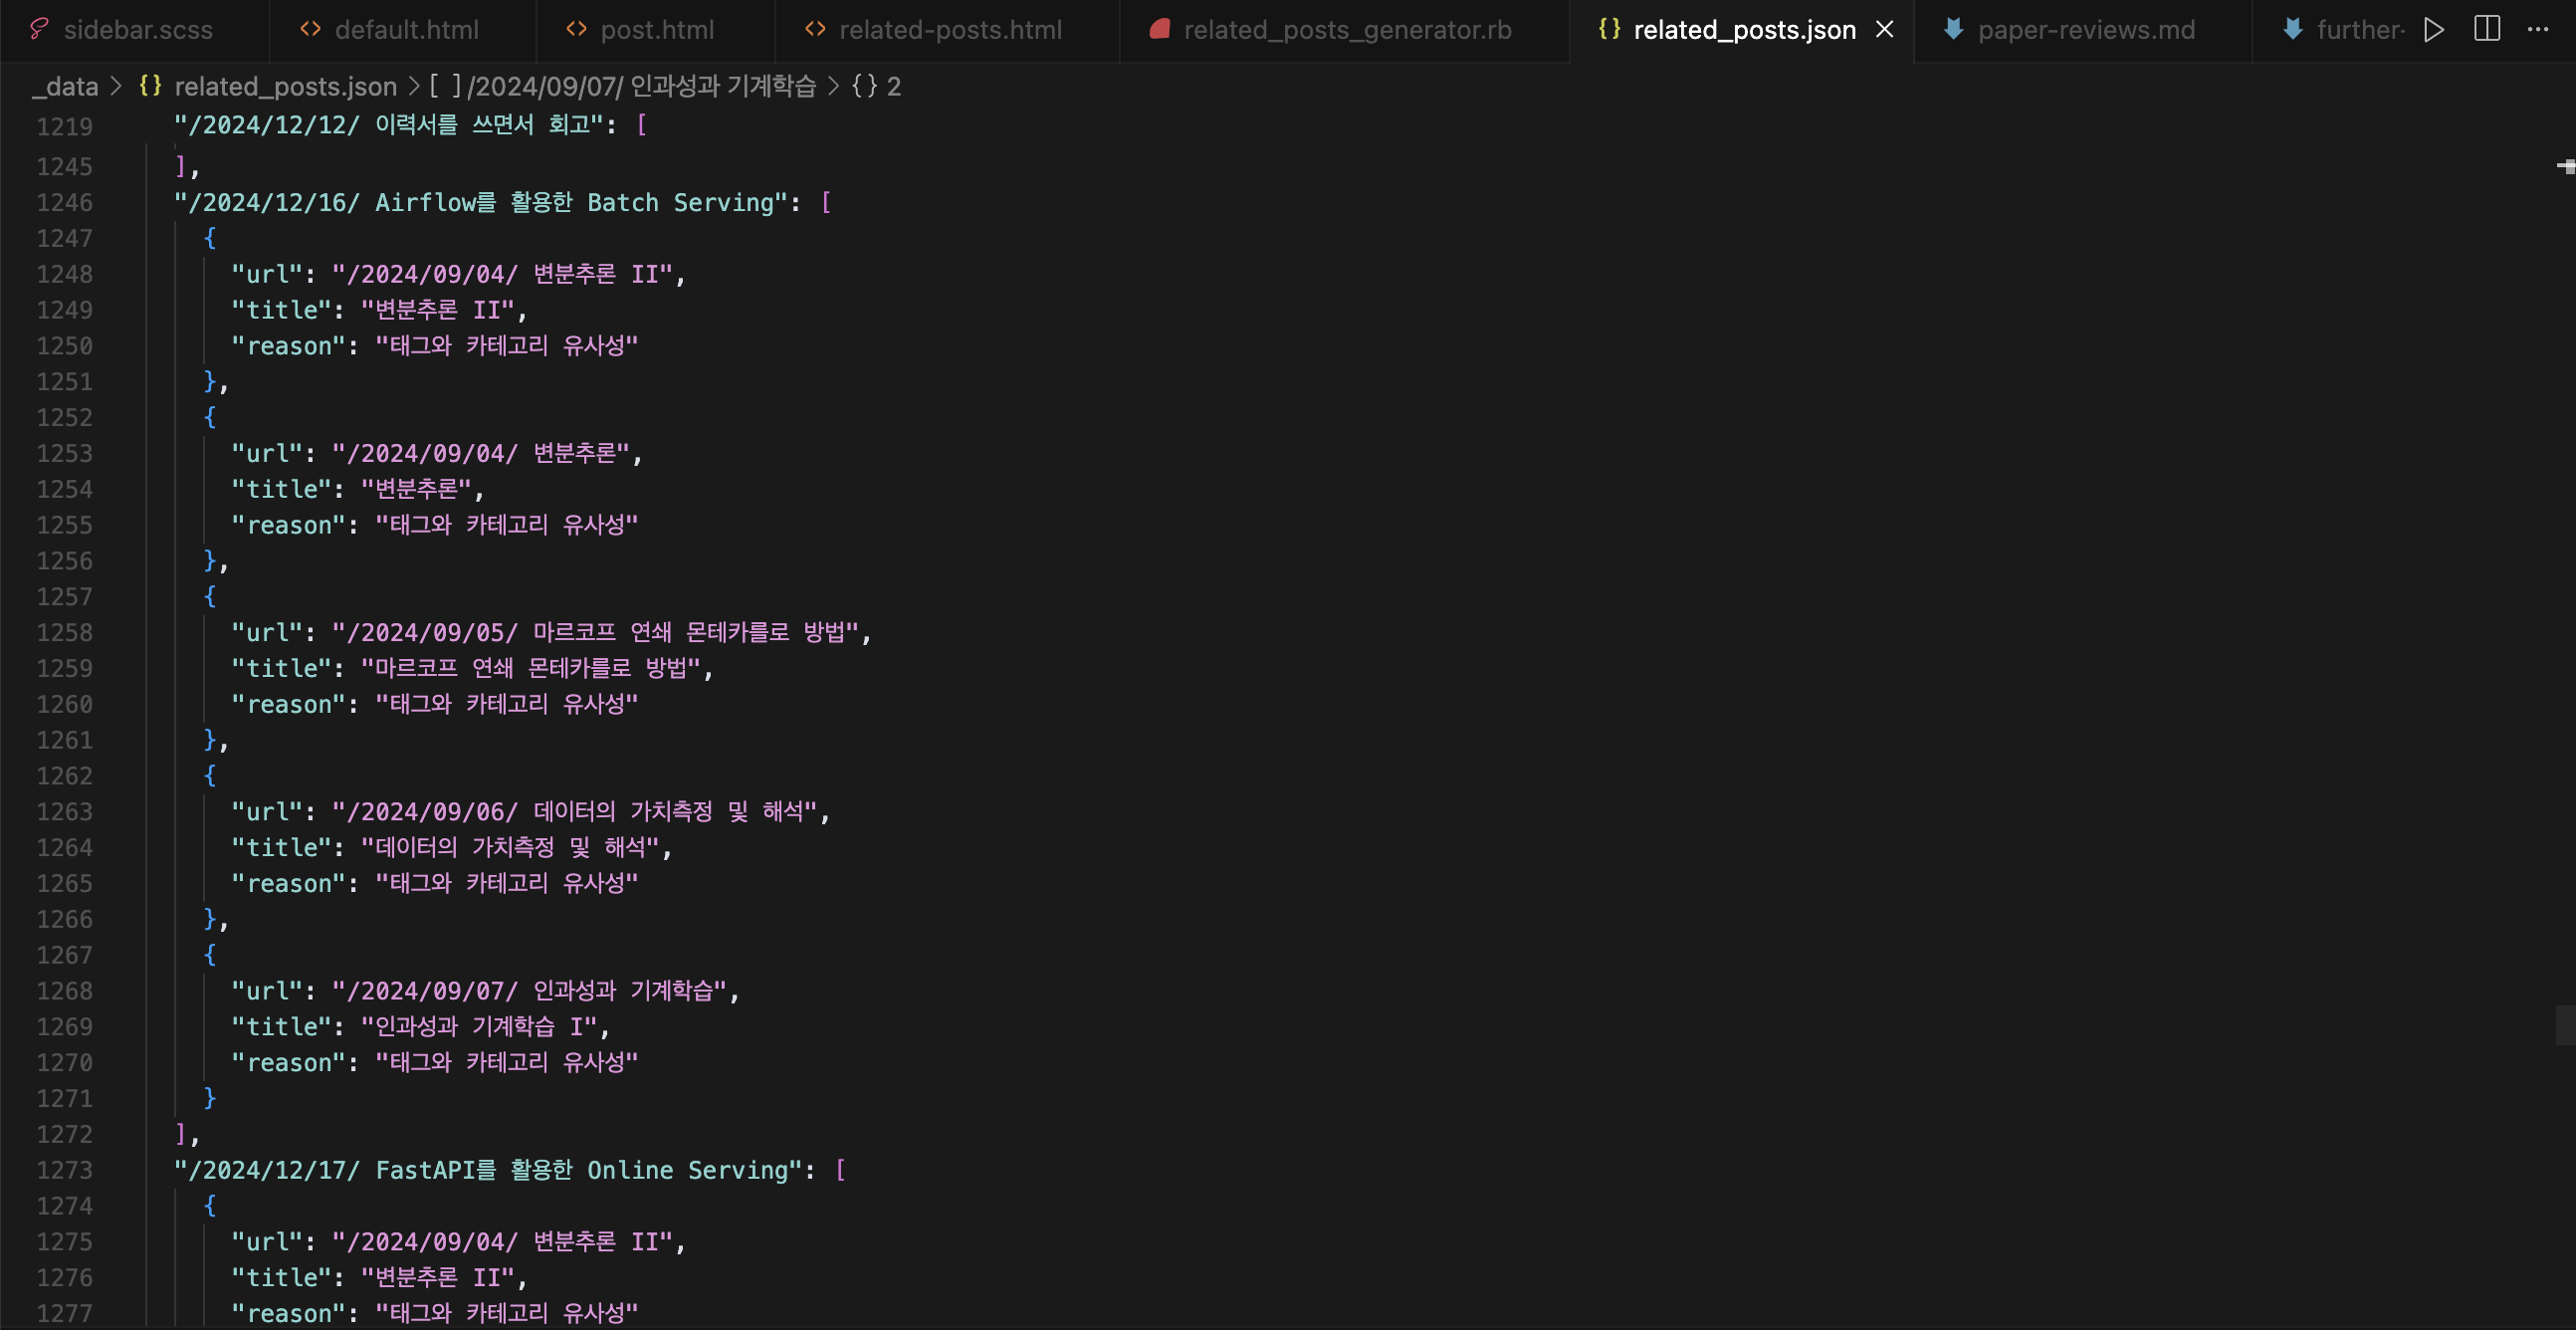 sidebar.scss
default.html
post.html
related-posts.html
related_posts_generator.rb
{} related_posts.json
paper-reviews.md
further-
_data > {} related_posts.json > [ ] /2024/09/07/ 인과성과 기계학습 > {} 2
1219 "/2024/12/12/ 이력서를 쓰면서 회고": [
1245 ],
1246 "/2024/12/16/ Airflow를 활용한 Batch Serving": [
1247 {
1248 "url": "/2024/09/04/ 변분추론 II",
1249 "title": "변분추론 II",
1250 "reason": "태그와 카테고리 유사성"
1251 },
1252 {
1253 "url": "/2024/09/04/ 변분추론",
1254 "title": "변분추론",
1255 "reason": "태그와 카테고리 유사성"
1256 },
1257 {
1258 "url": "/2024/09/05/ 마르코프 연쇄 몬테카를로 방법",
1259 "title": "마르코프 연쇄 몬테카를로 방법",
1260 "reason": "태그와 카테고리 유사성"
1261 },
1262 {
1263 "url": "/2024/09/06/ 데이터의 가치측정 및 해석",
1264 "title": "데이터의 가치측정 및 해석",
1265 "reason": "태그와 카테고리 유사성"
1266 },
1267 {
1268 "url": "/2024/09/07/ 인과성과 기계학습",
1269 "title": "인과성과 기계학습 I",
1270 "reason": "태그와 카테고리 유사성"
1271 }
1272 ],
1273 "/2024/12/17/ FastAPI를 활용한 Online Serving": [
1274 {
1275 "url": "/2024/09/04/ 변분추론 II",
1276 "title": "변분추론 II",
1277 "reason": "태그와 카테고리 유사성"